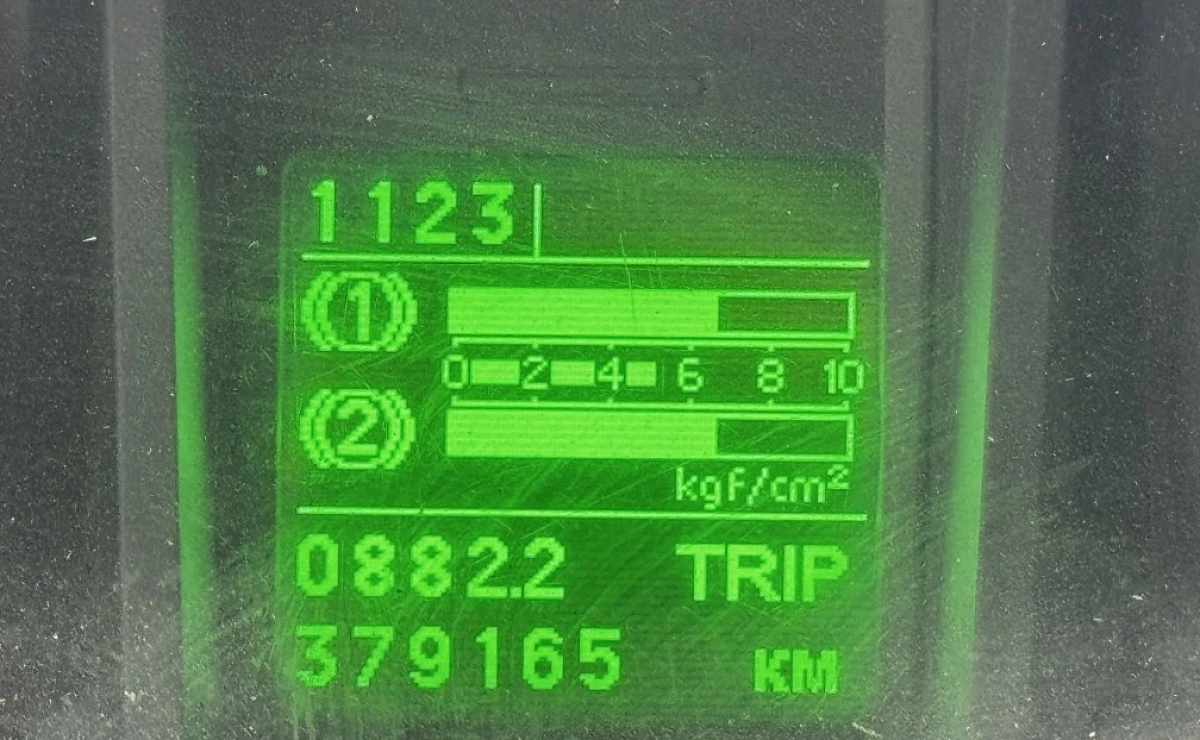 1123
1
0 2 4 6 8 10
2
kgf/cm²
0882.2 TRIP
379165 KM